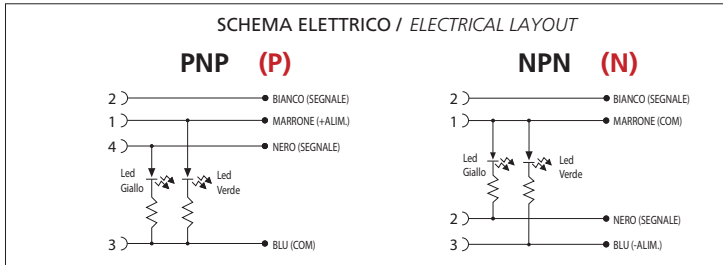 SCHEMA ELETTRICO / ELECTRICAL LAYOUT
PNP (P)
2 BIANCO (SEGNALE)
1 MARRONE (+ALIM.)
4 NERO (SEGNALE)
Led Giallo
Led Verde
3 BLU (COM)
NPN (N)
2 BIANCO (SEGNALE)
1 MARRONE (COM)
Led Giallo
Led Verde
2 NERO (SEGNALE)
3 BLU (-ALIM.)